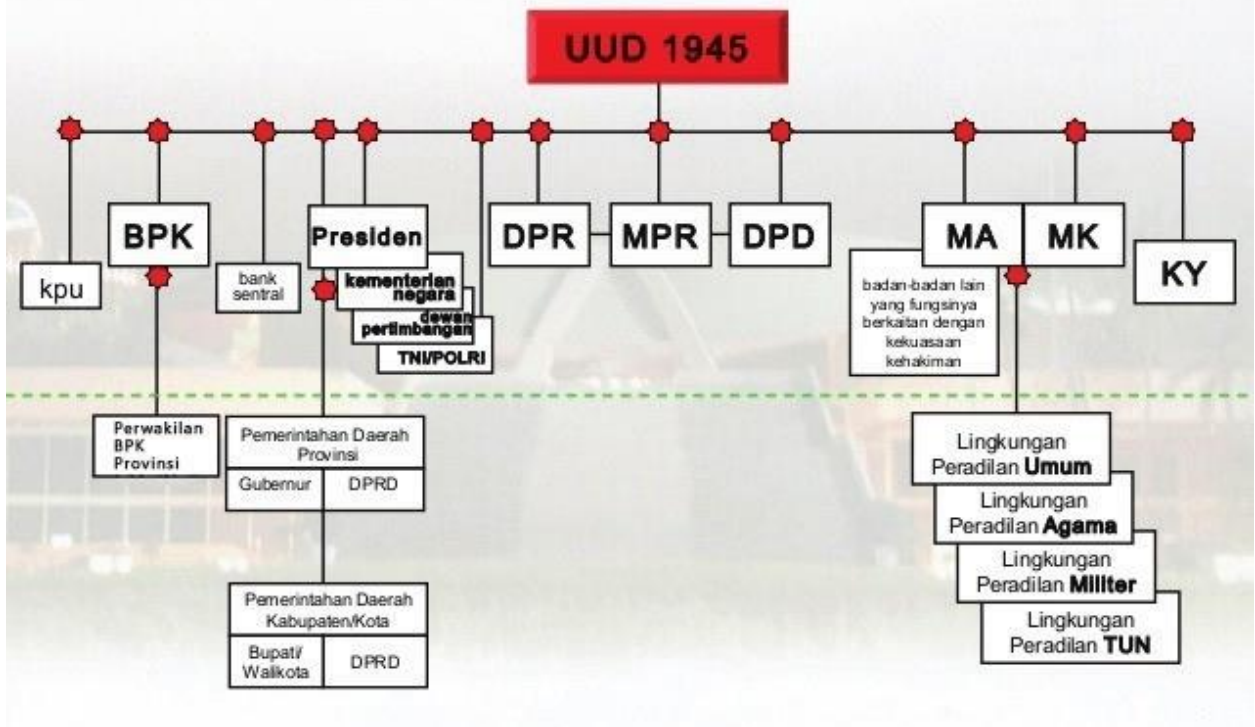 UUD 1945
BPK
Presiden
DPR
MPR
DPD
MA
MK
KY
kpu
bank
sentral
kementerian
negara
dewan
pertimbangan
TNI/POLRI
badan-badan lain
yang fungsinya
berkaitan dengan
kekuasaan
kehakiman
Perwakilan
BPK
Provinsi
Pemerintahan Daerah
Provinsi
Gubernur
DPRD
Pemerintahan Daerah
Kabupaten/Kota
Bupati/
Walikota
DPRD
Lingkungan
Peradilan Umum
Lingkungan
Peradilan Agama
Lingkungan
Peradilan Militer
Lingkungan
Peradilan TUN